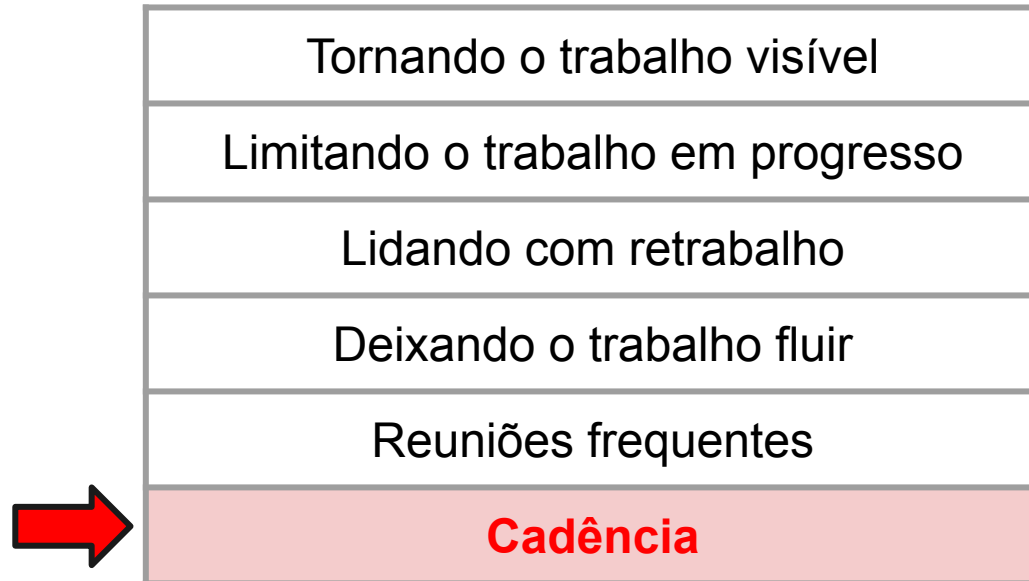 Tornando o trabalho visível
Limitando o trabalho em progresso
Lidando com retrabalho
Deixando o trabalho fluir
Reuniões frequentes
Cadência